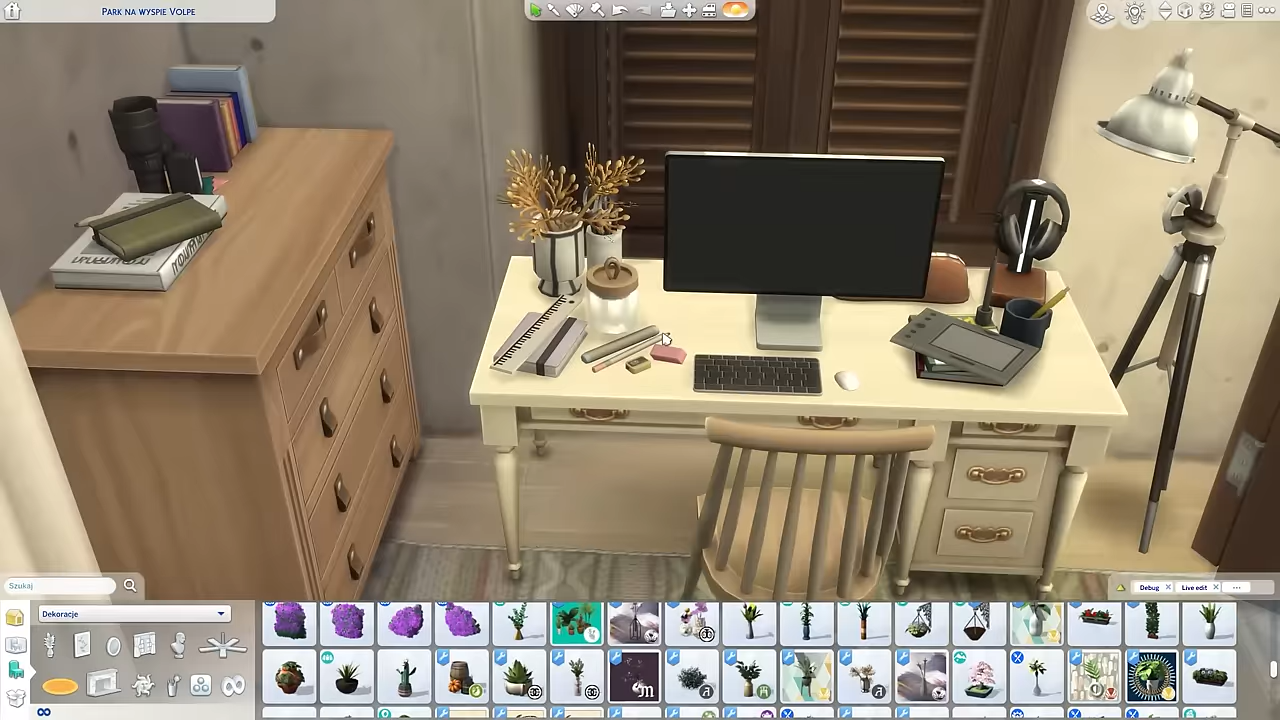 Park na wyspie Volpe
Szukaj
Debug
Live edit
Dekoracje